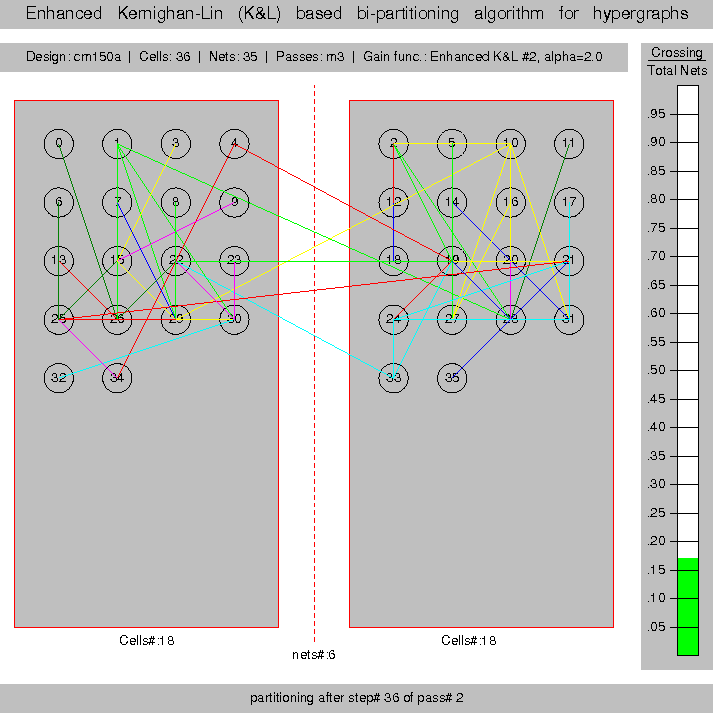 Enhanced Kernighan-Lin (K&L) based bi-partitioning algorithm for hypergraphs
Design: cm150a | Cells: 36 | Nets: 35 | Passes: m3 | Gain func.: Enhanced K&L #2, alpha=2.0
Crossing
Total Nets
0 1 3 4 2 5 10 11
6 7 8 9 12 14 16 17
13 15 22 23 18 19 20 21
25 26 29 30 24 27 28 31
32 34 33 35
.95
.90
.85
.80
.75
.70
.65
.60
.55
.50
.45
.40
.35
.30
.25
.20
.15
.10
.05
Cells#:18 Cells#:18
nets#:6
partitioning after step# 36 of pass# 2